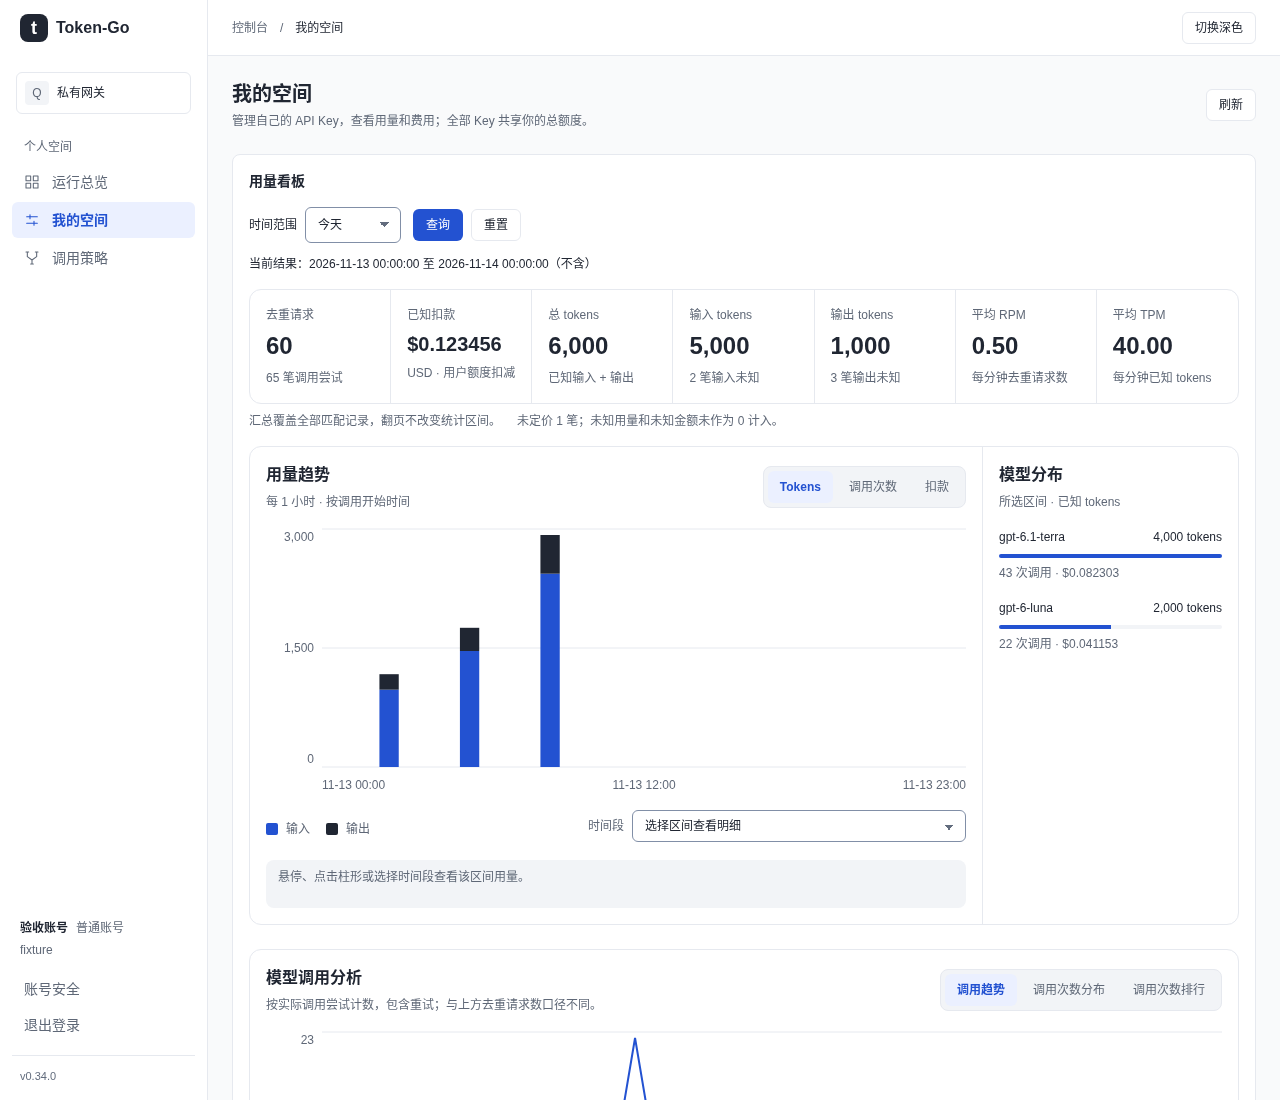 t Token-Go
控制台 / 我的空间
切换深色
Q 私有网关
个人空间
运行总览
我的空间
调用策略
我的空间
管理自己的 API Key，查看用量和费用；全部 Key 共享你的总额度。
刷新
用量看板
时间范围 今天 查询 重置
当前结果：2026-11-13 00:00:00 至 2026-11-14 00:00:00（不含）
去重请求
60
65 笔调用尝试
已知扣款
$0.123456
USD · 用户额度扣减
总 tokens
6,000
已知输入 + 输出
输入 tokens
5,000
2 笔输入未知
输出 tokens
1,000
3 笔输出未知
平均 RPM
0.50
每分钟去重请求数
平均 TPM
40.00
每分钟已知 tokens
汇总覆盖全部匹配记录，翻页不改变统计区间。 未定价 1 笔；未知用量和未知金额未作为 0 计入。
用量趋势
每 1 小时 · 按调用开始时间
Tokens 调用次数 扣款
3,000
1,500
0
11-13 00:00 11-13 12:00 11-13 23:00
输入 输出
时间段 选择区间查看明细
悬停、点击柱形或选择时间段查看该区间用量。
模型分布
所选区间 · 已知 tokens
gpt-6.1-terra 4,000 tokens
43 次调用 · $0.082303
gpt-6-luna 2,000 tokens
22 次调用 · $0.041153
模型调用分析
按实际调用尝试计数，包含重试；与上方去重请求数口径不同。
调用趋势 调用次数分布 调用次数排行
23
验收账号 普通账号
fixture
账号安全
退出登录
v0.34.0